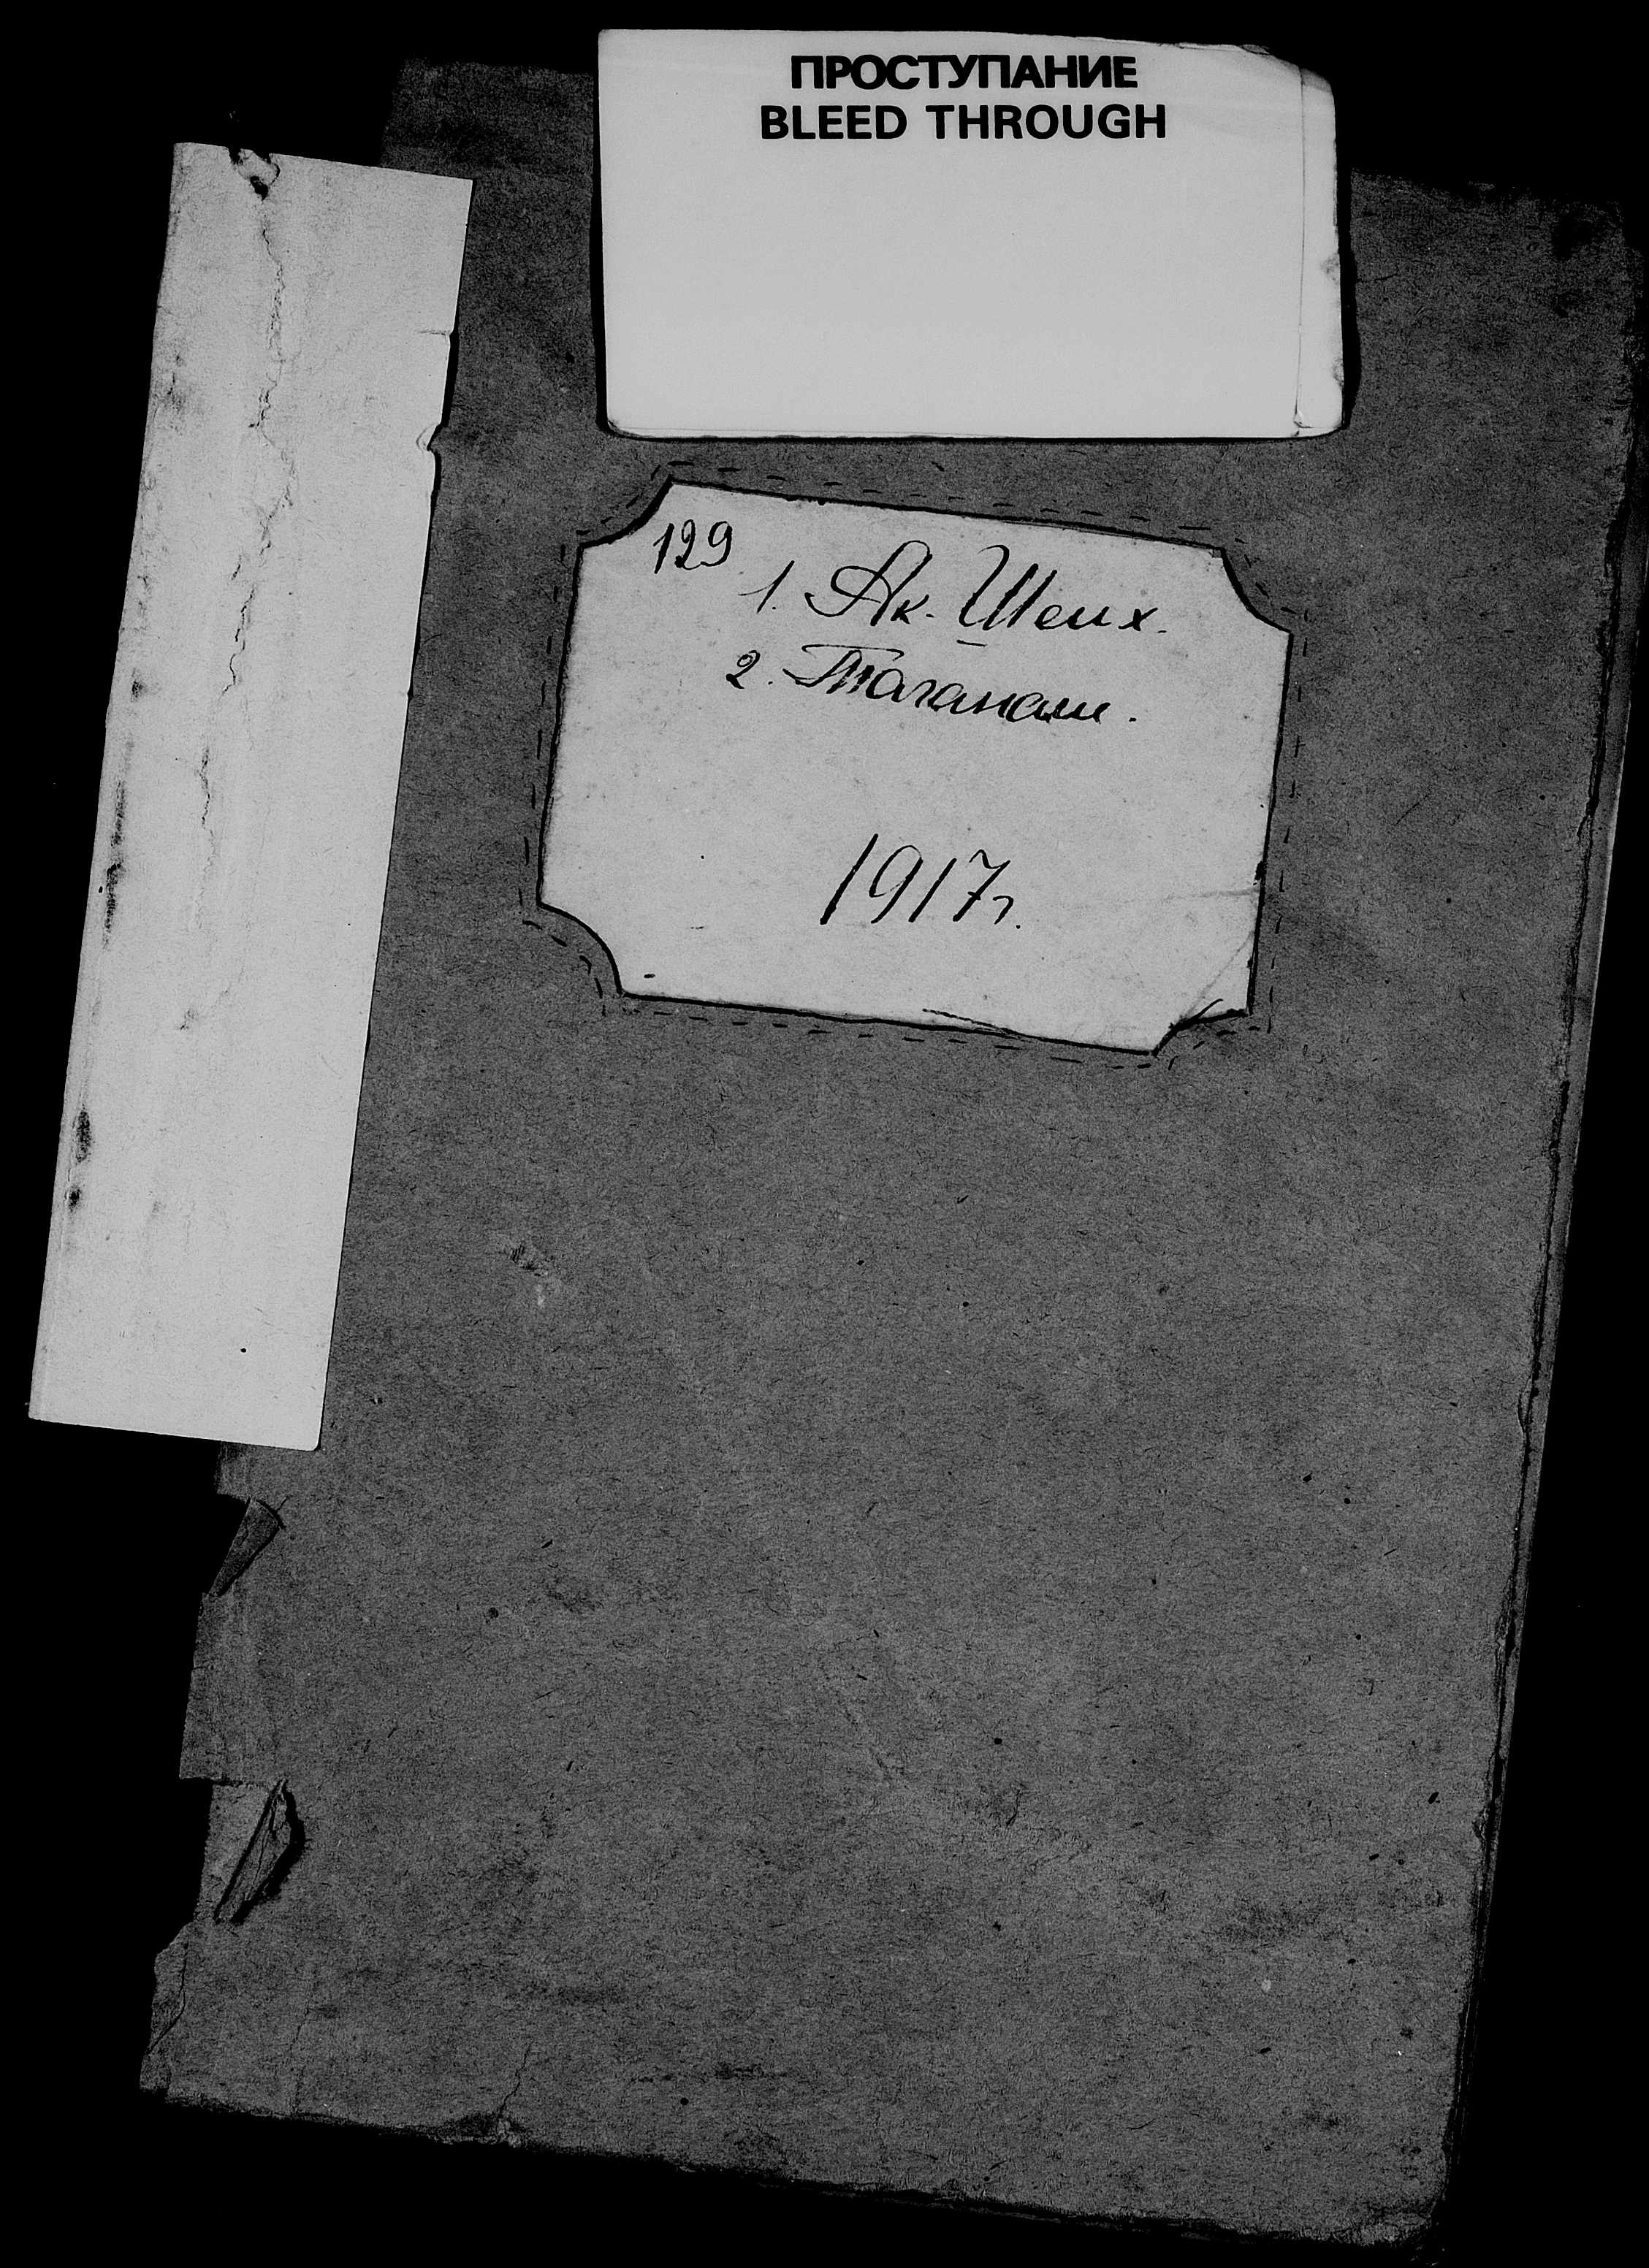 ПРОСТУПАНИЕ
BLEED THROUGH
129
1. Ак-Шеих.
2. Таганаш.
1917 г.